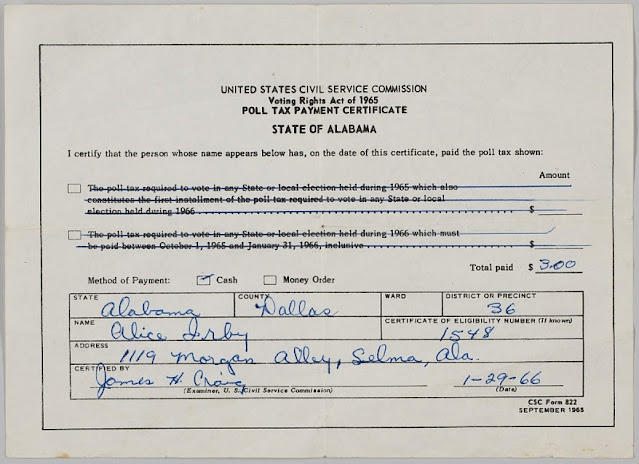 UNITED STATES CIVIL SERVICE COMMISSION
Voting Rights Act of 1965
POLL TAX PAYMENT CERTIFICATE
STATE OF ALABAMA
I certify that the person whose name appears below has, on the date of this certificate, paid the poll tax shown:
Amount
The poll tax required to vote in any State or local election held during 1965 which also
constitutes the first installment of the poll tax required to vote in any State or local
election held during 1966 $
The poll tax required to vote in any State or local election held during 1966 which must
be paid between October 1, 1965 and January 31, 1966, inclusive $
Total paid $ 3.00
Method of Payment: ✓ Cash Money Order
STATE COUNTY WARD DISTRICT OR PRECINCT
Alabama Dallas 36
NAME CERTIFICATE OF ELIGIBILITY NUMBER (If known)
Alice Irby 1548
ADDRESS
1119 Morgan Alley, Selma, Ala.
CERTIFIED BY
James H. Craig 1-29-66
(Examiner, U. S. Civil Service Commission) (Date)
CSC Form 822
SEPTEMBER 1965